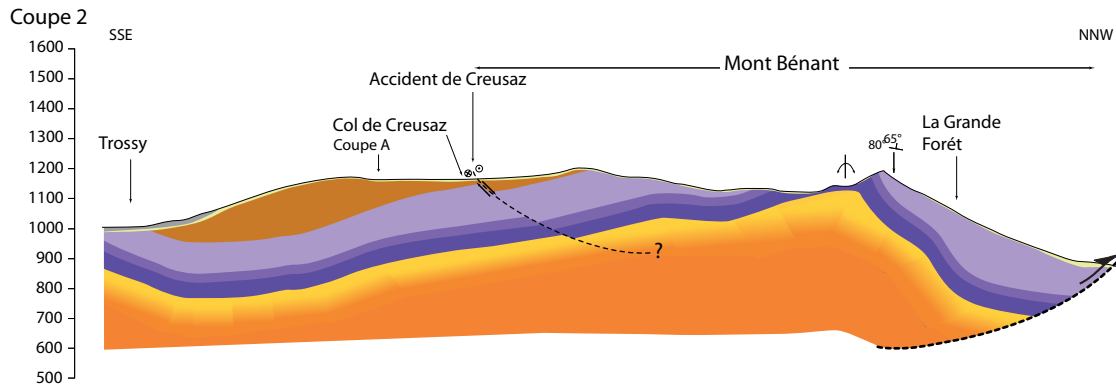 Coupe 2
SSE
NNW
1600
1500
1400
1300
1200
1100
1000
900
800
700
600
500
Mont Bénant
Accident de Creusaz
Col de Creusaz
Coupe A
Trossy
80°
65°
La Grande
Forét
?